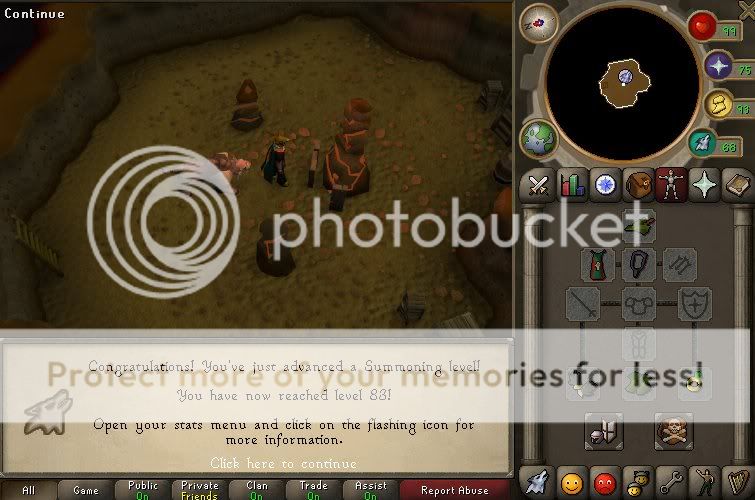 Continue
99
75
93
68
photobucket
Protect more of your memories for less!
Congratulations! You've just advanced a Summoning level!
You have now reached level 83!
Open your stats menu and click on the flashing icon for
more information.
Click here to continue
All
Game
Public
On
Private
Friends
Clan
On
Trade
On
Assist
On
Report Abuse